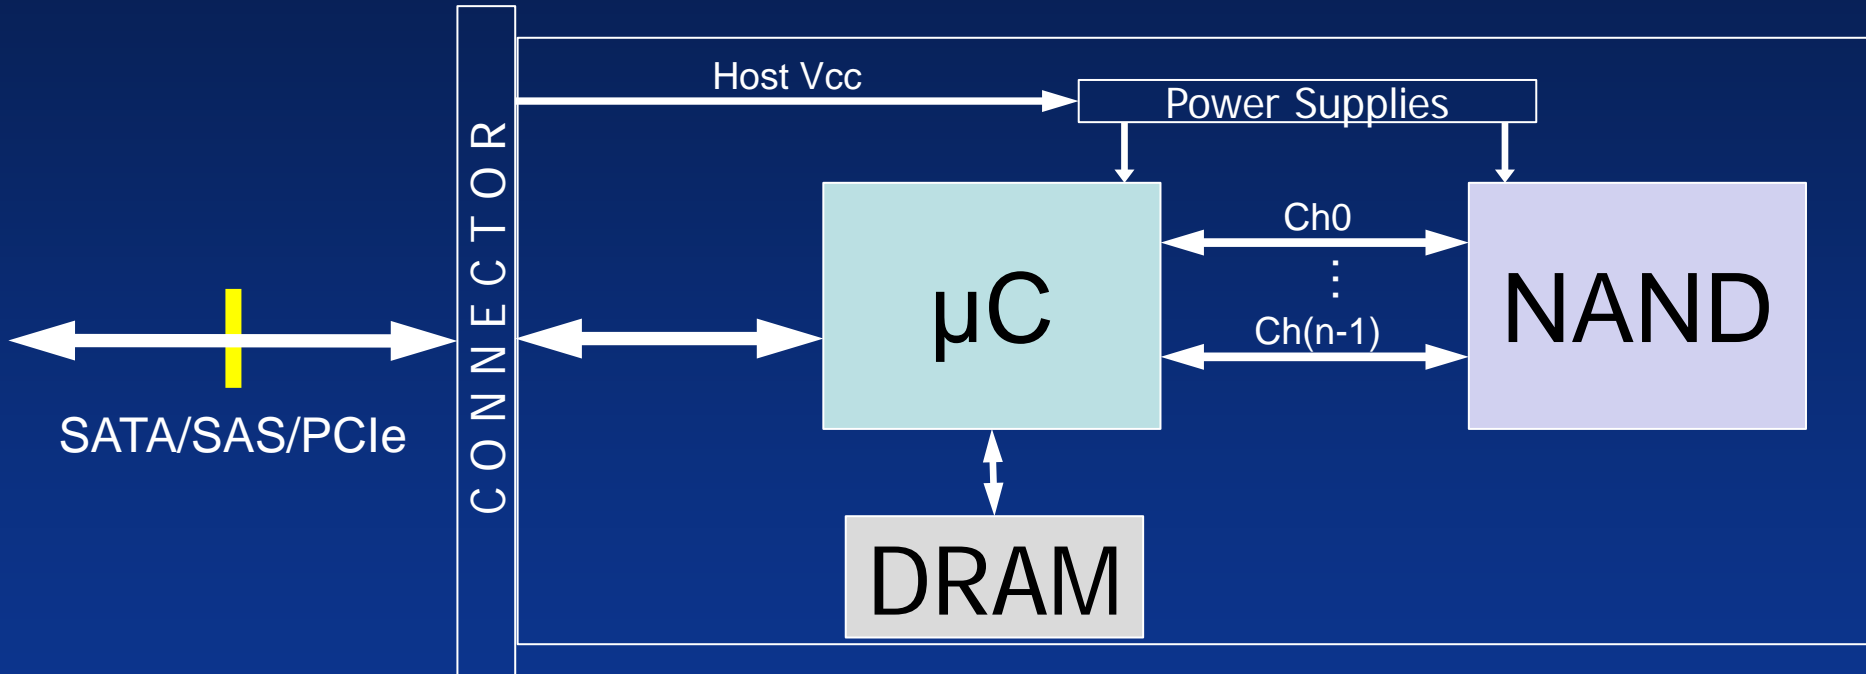 Host Vcc
Power Supplies
CONNECTOR
Ch0
⋮
µC
NAND
Ch(n-1)
SATA/SAS/PCIe
DRAM